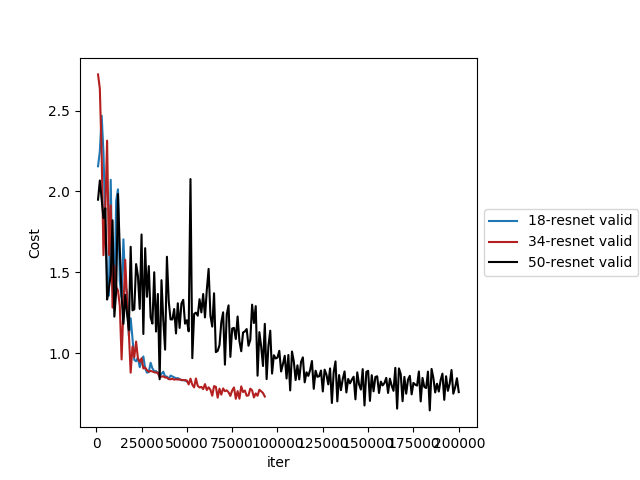 2.5
2.0
1.5
1.0
Cost
0 25000 50000 75000 100000 125000 150000 175000 200000
iter
18-resnet valid
34-resnet valid
50-resnet valid